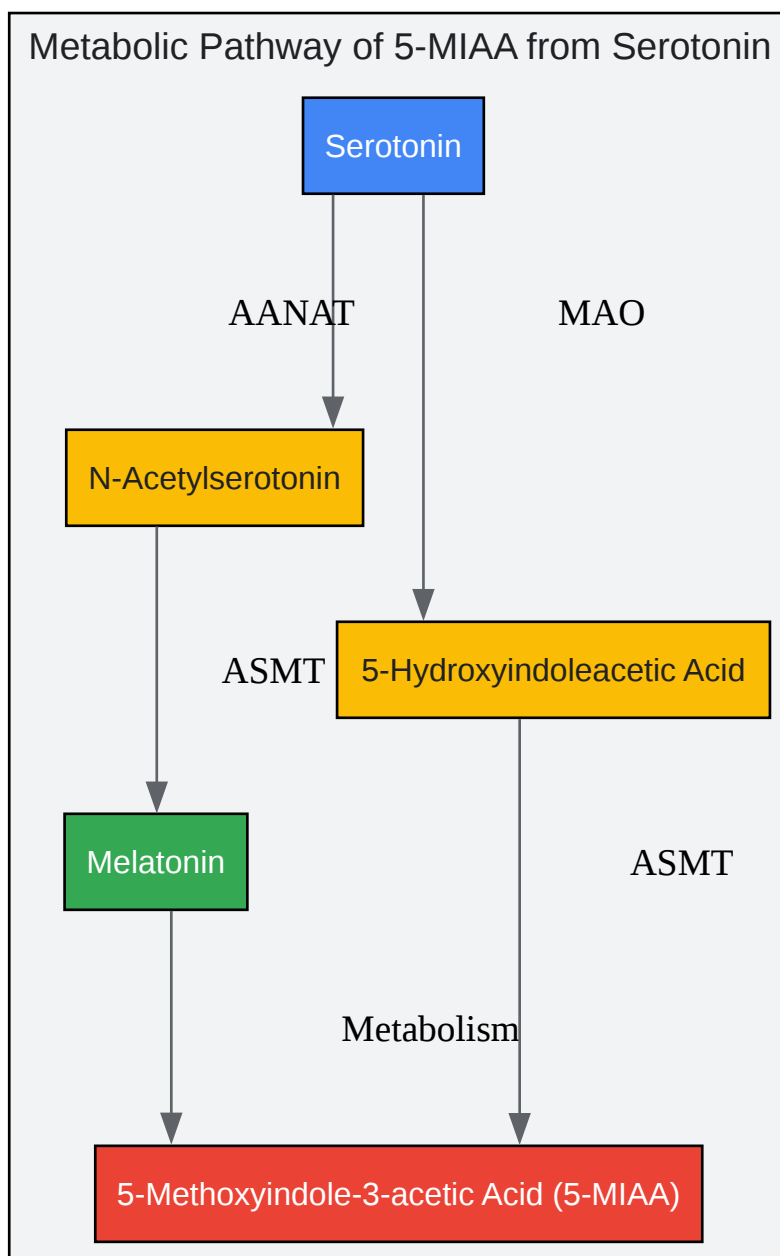 Metabolic Pathway of 5-MIAA from Serotonin
Serotonin
AANAT
MAO
N-Acetylserotonin
ASMT
5-Hydroxyindoleacetic Acid
Melatonin
ASMT
Metabolism
5-Methoxyindole-3-acetic Acid (5-MIAA)